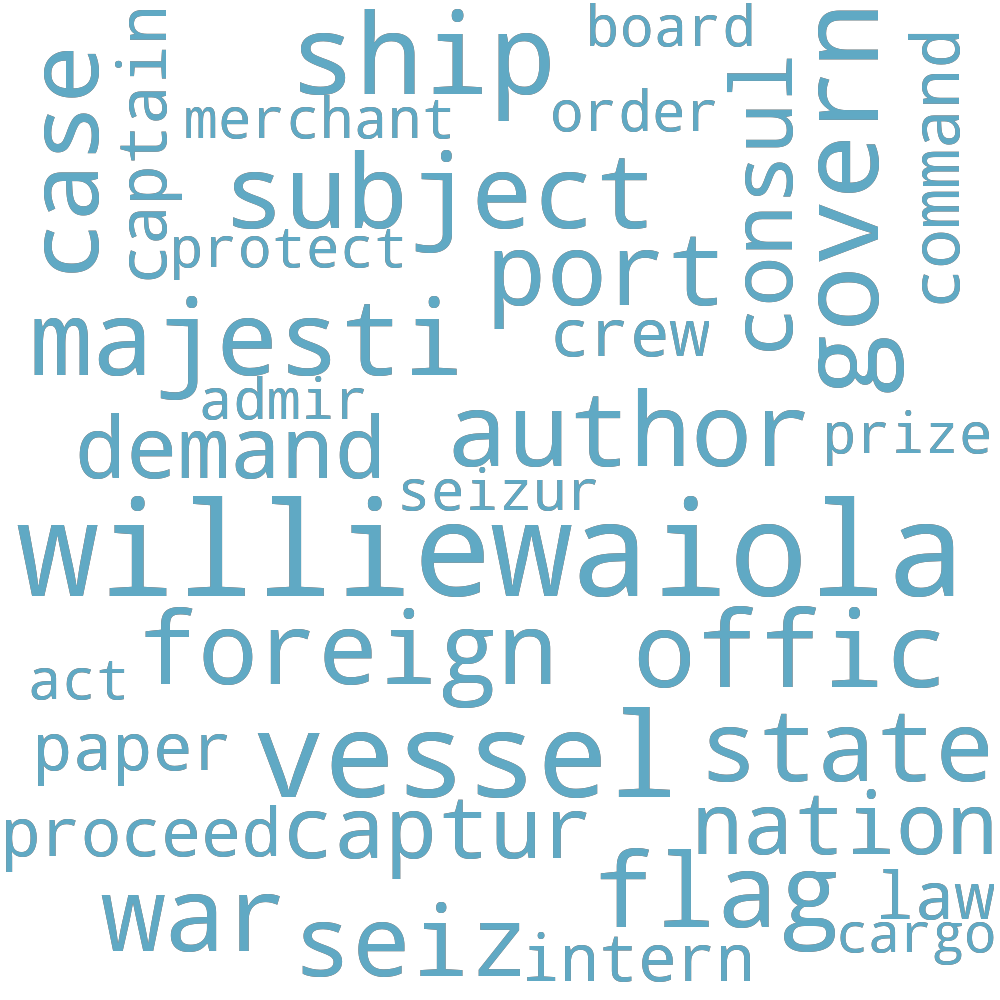 case
captain
ship
board
merchant
order
consul
govern
command
subject
protect
port
majesti
crew
admir
demand
author
prize
seizur
williewaiola
foreign
offic
act
paper
vessel
state
proceed
captur
nation
war
seiz
flag
law
cargo
intern